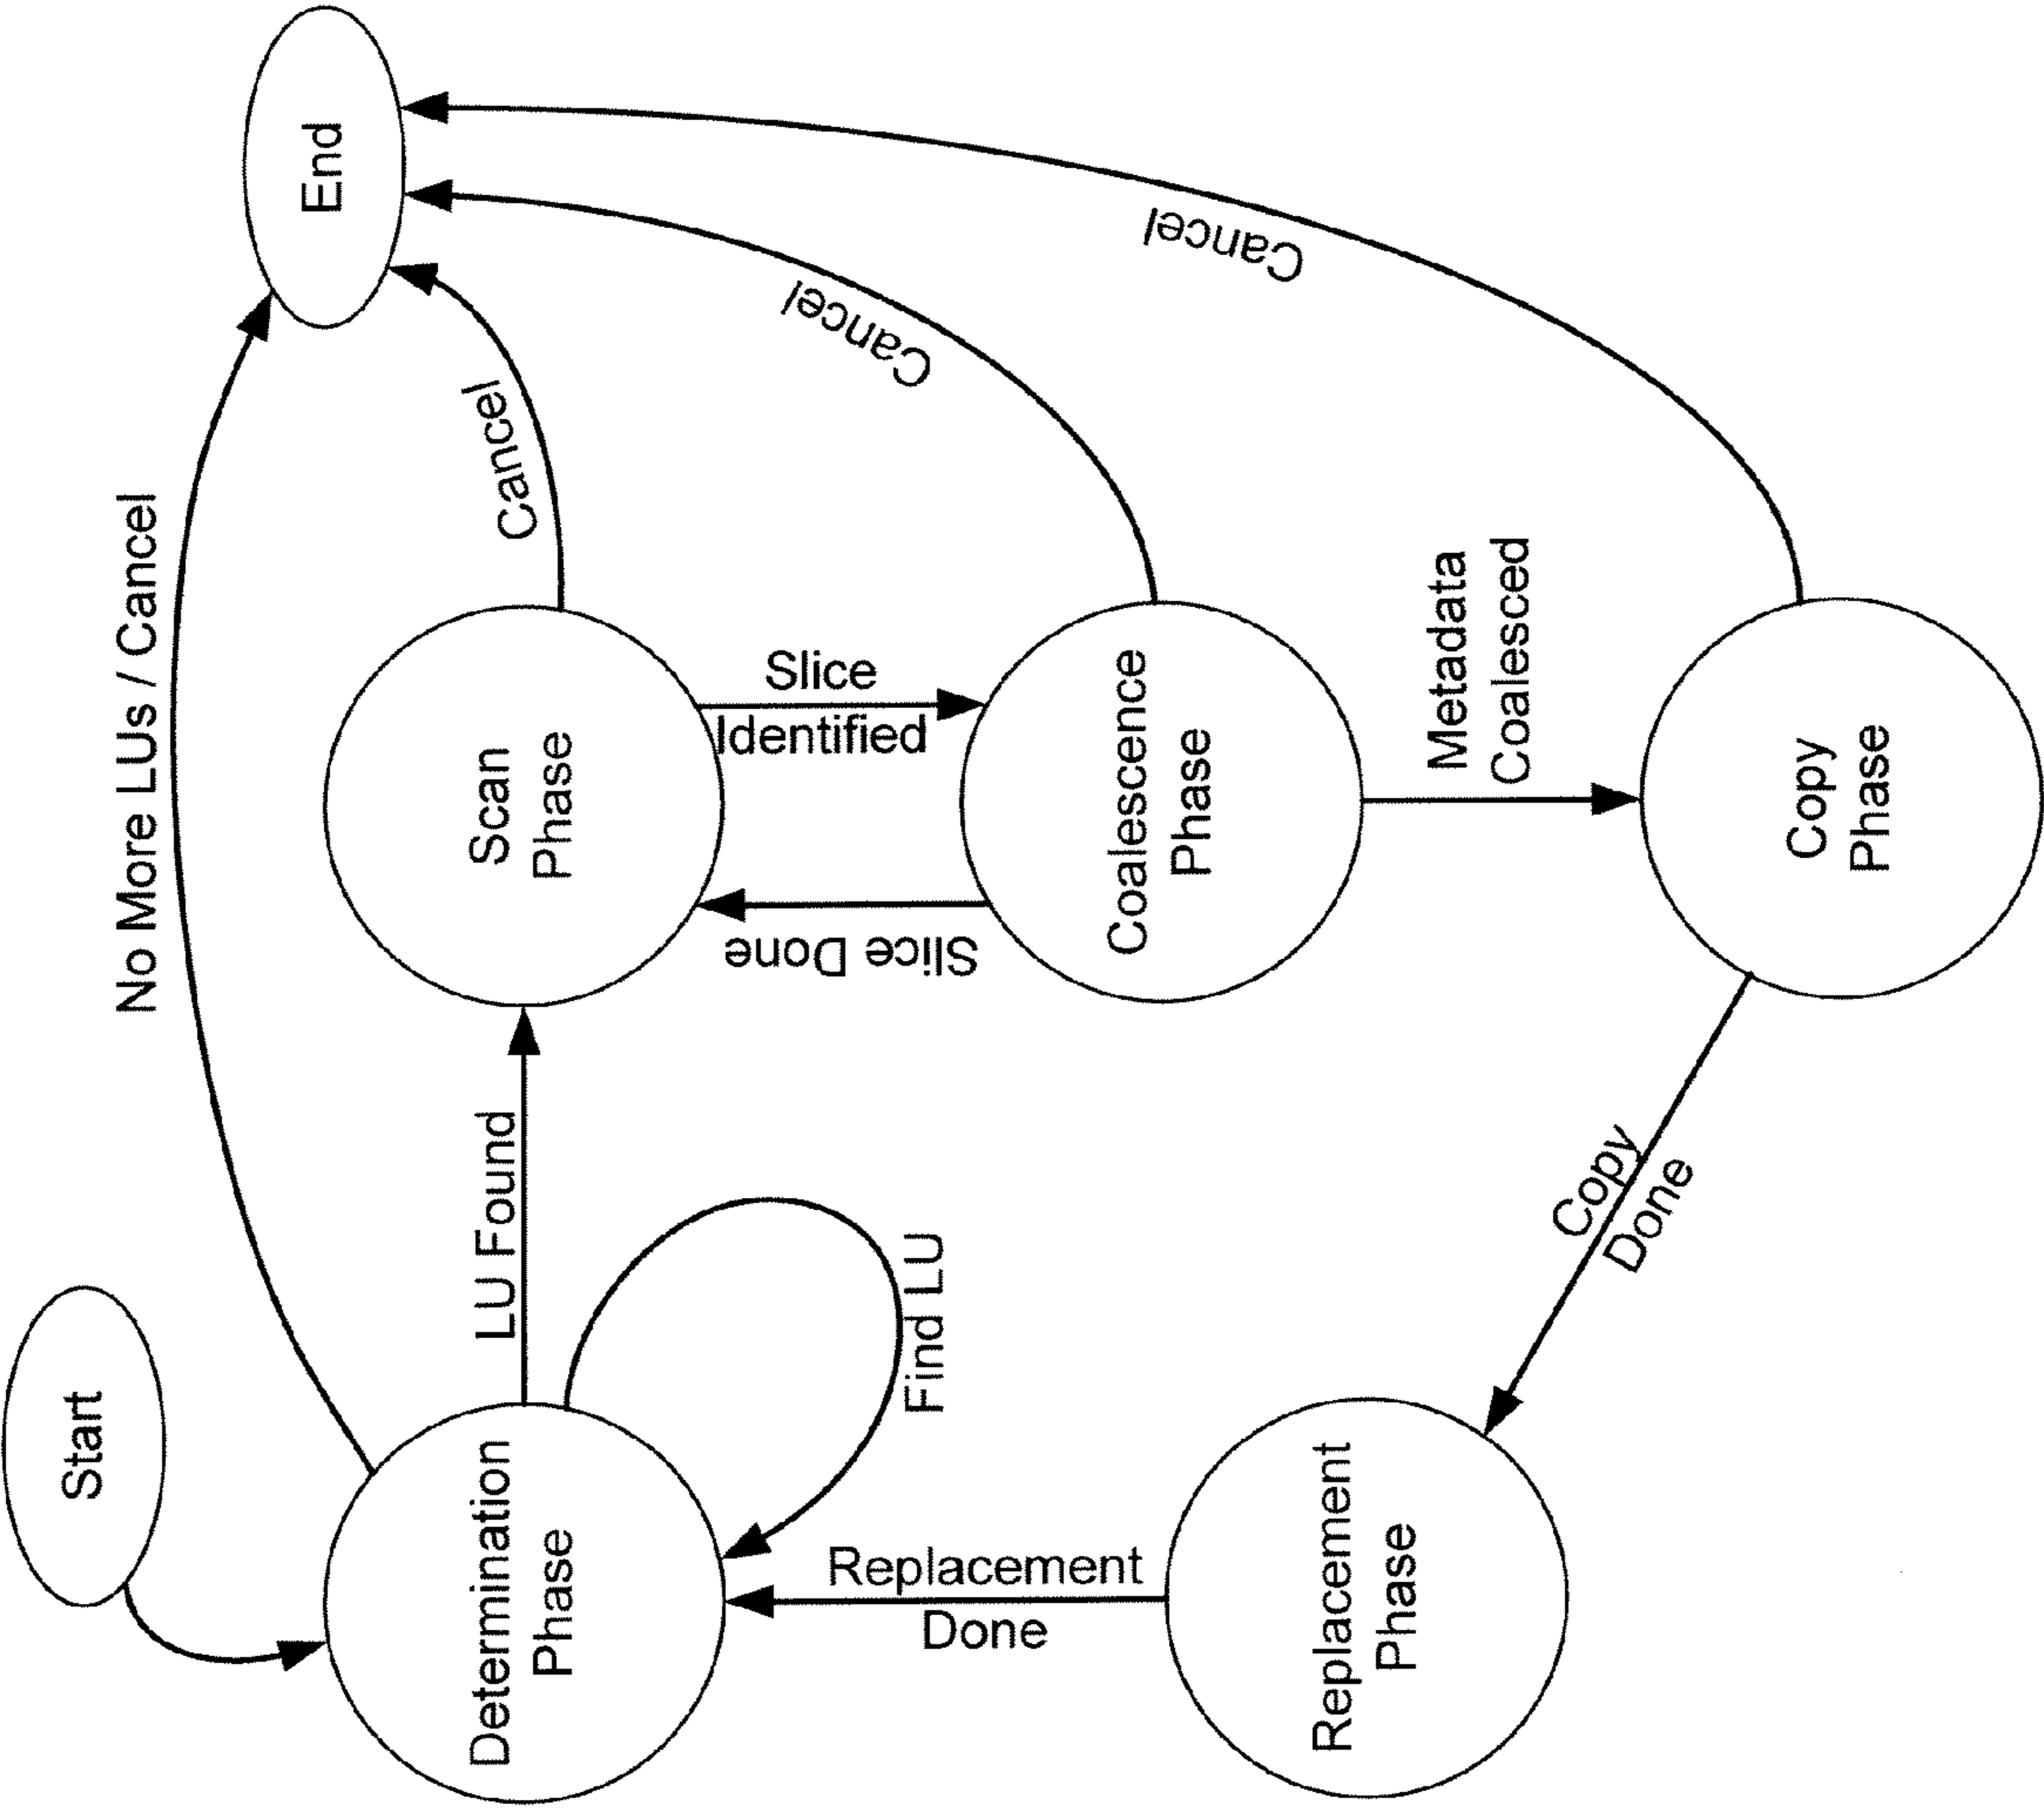 Start
End
No More LUs / Cancel
Determination
Phase
LU Found
Scan
Phase
Cancel
Find LU
Slice
Identified
Slice Done
Cancel
Replacement
Done
Coalescence
Phase
Cancel
Metadata
Coalesced
Replacement
Phase
Copy
Done
Copy
Phase